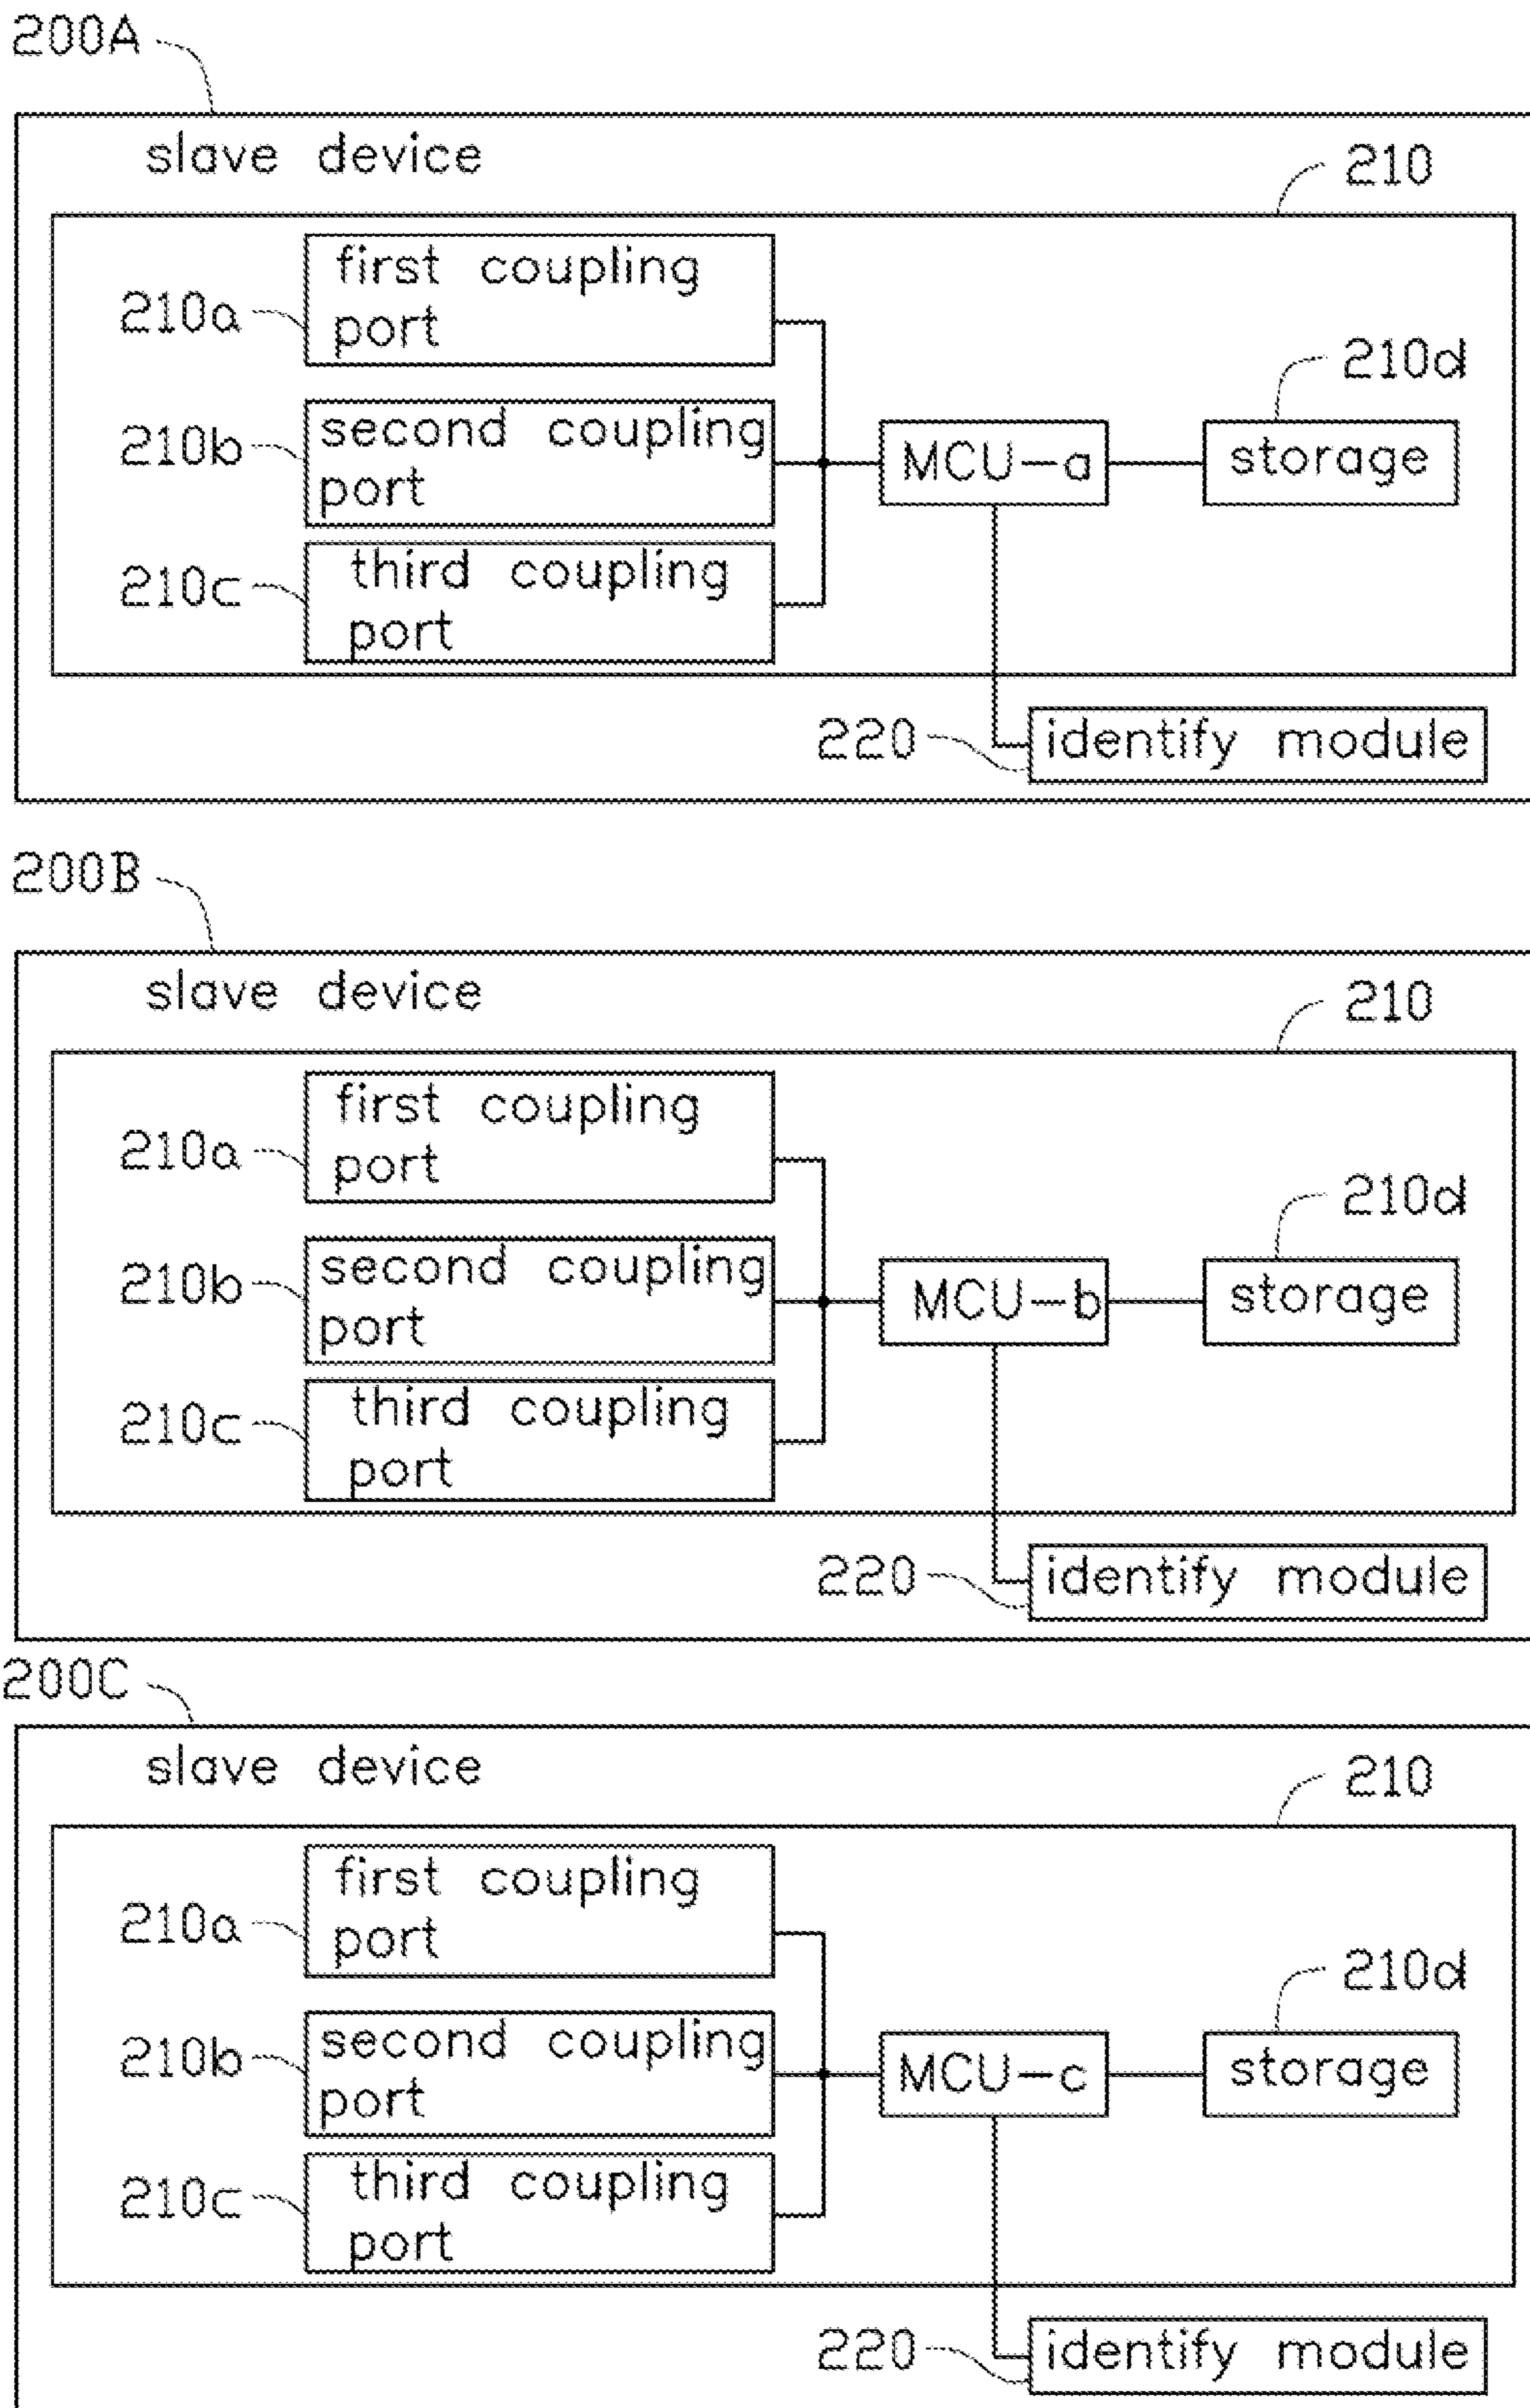 200A
slave device
210
first coupling
port
210a
210d
second coupling
port
210b
MCU-a
storage
third coupling
port
210c
220
identify module
200B
slave device
210
first coupling
port
210a
210d
second coupling
port
210b
MCU-b
storage
third coupling
port
210c
220
identify module
200C
slave device
210
first coupling
port
210a
210d
second coupling
port
210b
MCU-c
storage
third coupling
port
210c
220
identify module